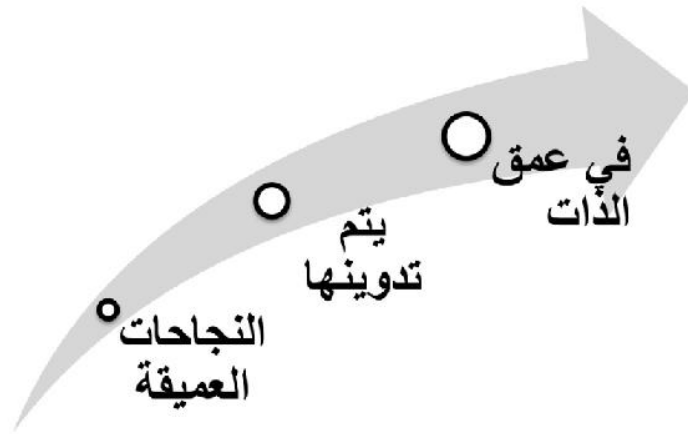 النجاحات
العميقة
يتم
تدوينها
في عمق
الذات